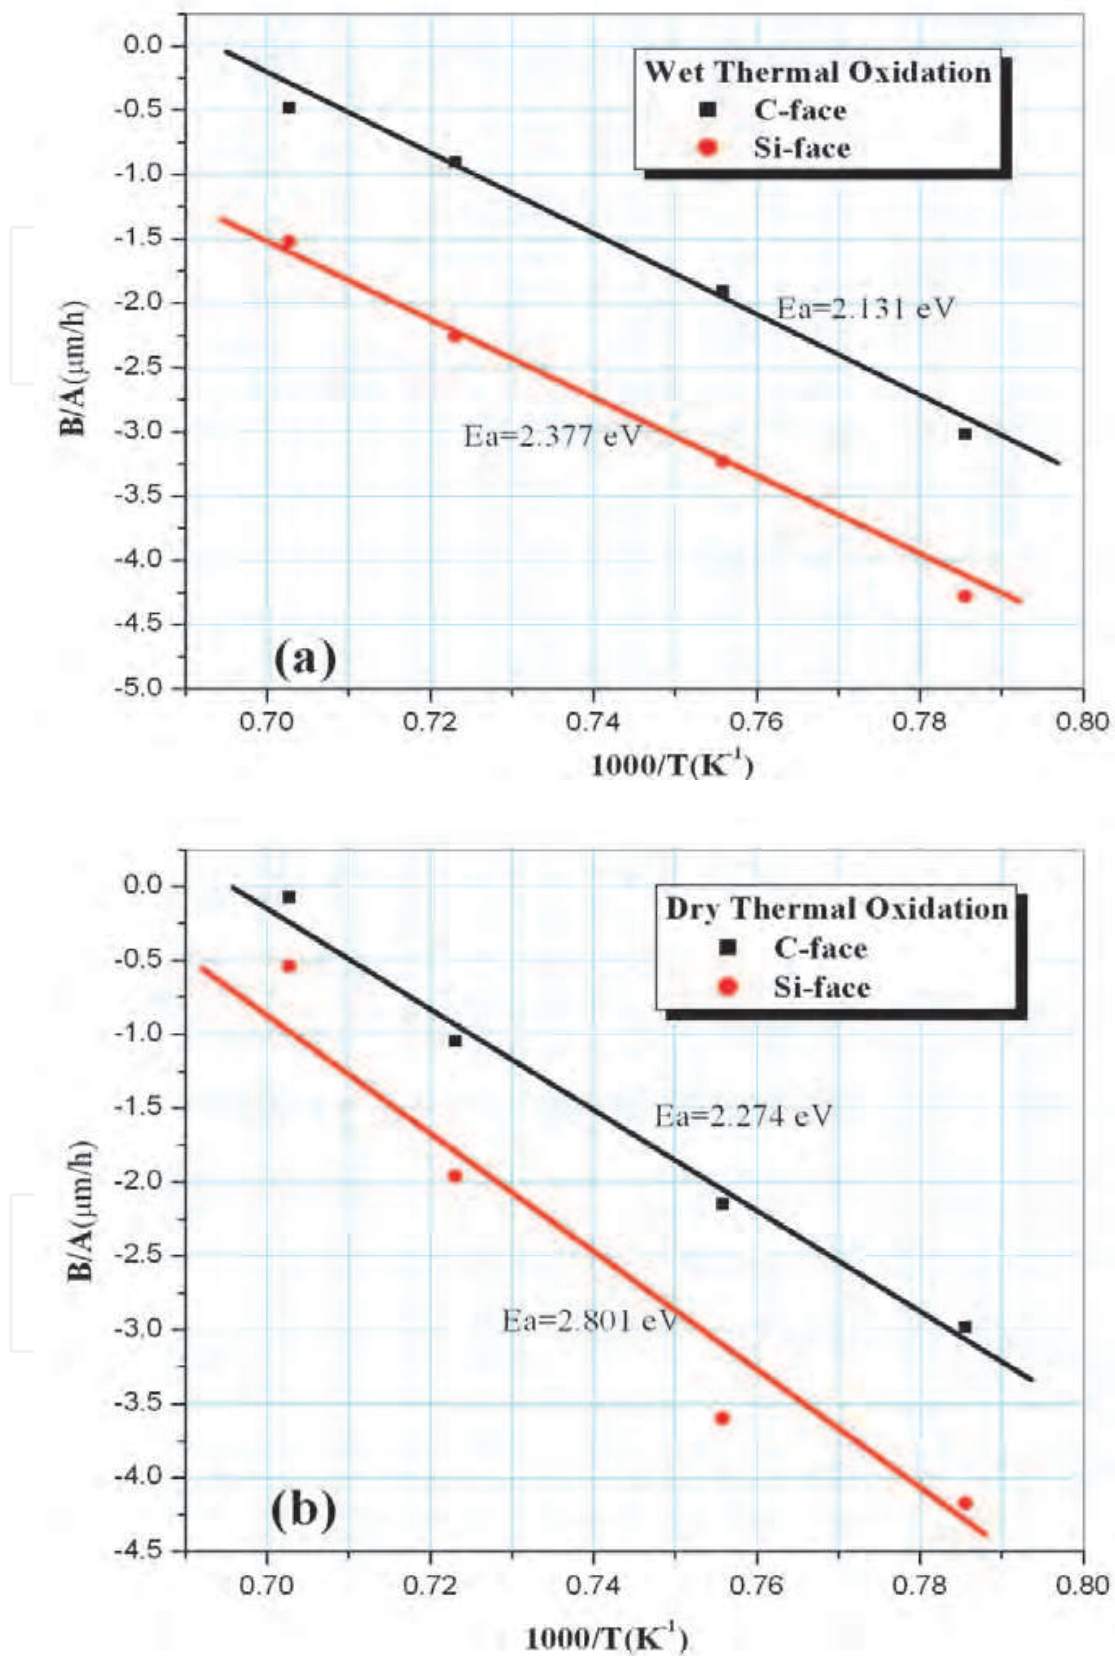 0.0
Wet Thermal Oxidation
-0.5
C-face
Si-face
-1.0
-1.5
-2.0
Ea=2.131 eV
-2.5
B/A(μm/h)
-3.0
Ea=2.377 eV
-3.5
-4.0
-4.5
(a)
-5.0
0.70 0.72 0.74 0.76 0.78 0.80
1000/T(K⁻¹)
0.0
Dry Thermal Oxidation
C-face
-0.5
Si-face
-1.0
-1.5
Ea=2.274 eV
-2.0
B/A(μm/h)
-2.5
-3.0
Ea=2.801 eV
-3.5
-4.0
(b)
-4.5
0.70 0.72 0.74 0.76 0.78 0.80
1000/T(K⁻¹)